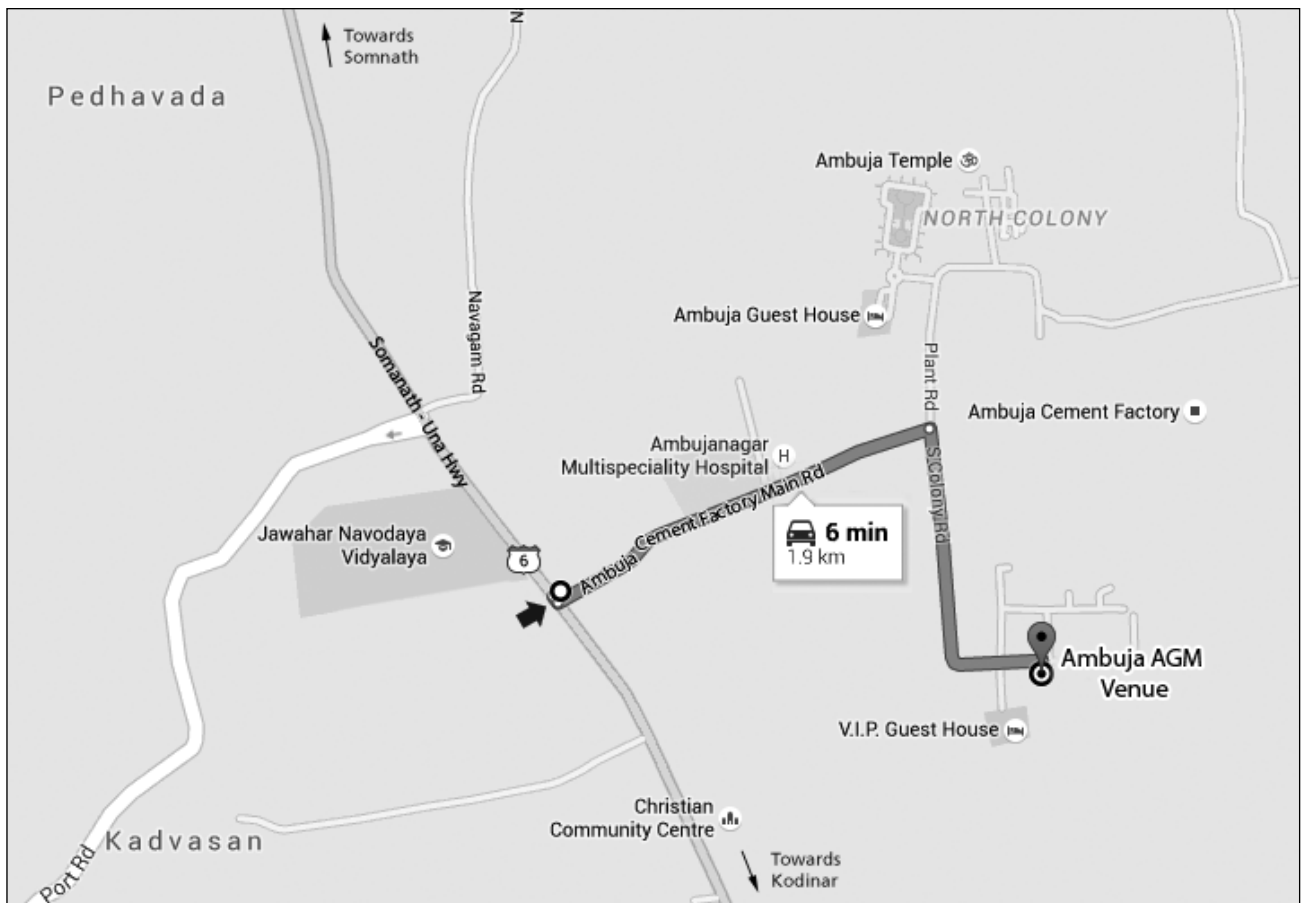 Towards
Somnath
N
Pedhavada
Ambuja Temple
NORTH COLONY
Navagam Rd
Ambuja Guest House
Somanath - Una Hwy
Plant Rd
Ambuja Cement Factory
Ambujanagar
Multispeciality Hospital
H
S Colony Rd
Ambuja Cement Factory Main Rd
6 min
1.9 km
Jawahar Navodaya
Vidyalaya
6
Ambuja AGM
Venue
V.I.P. Guest House
Christian
Community Centre
Kadvasan
Port Rd
Towards
Kodinar